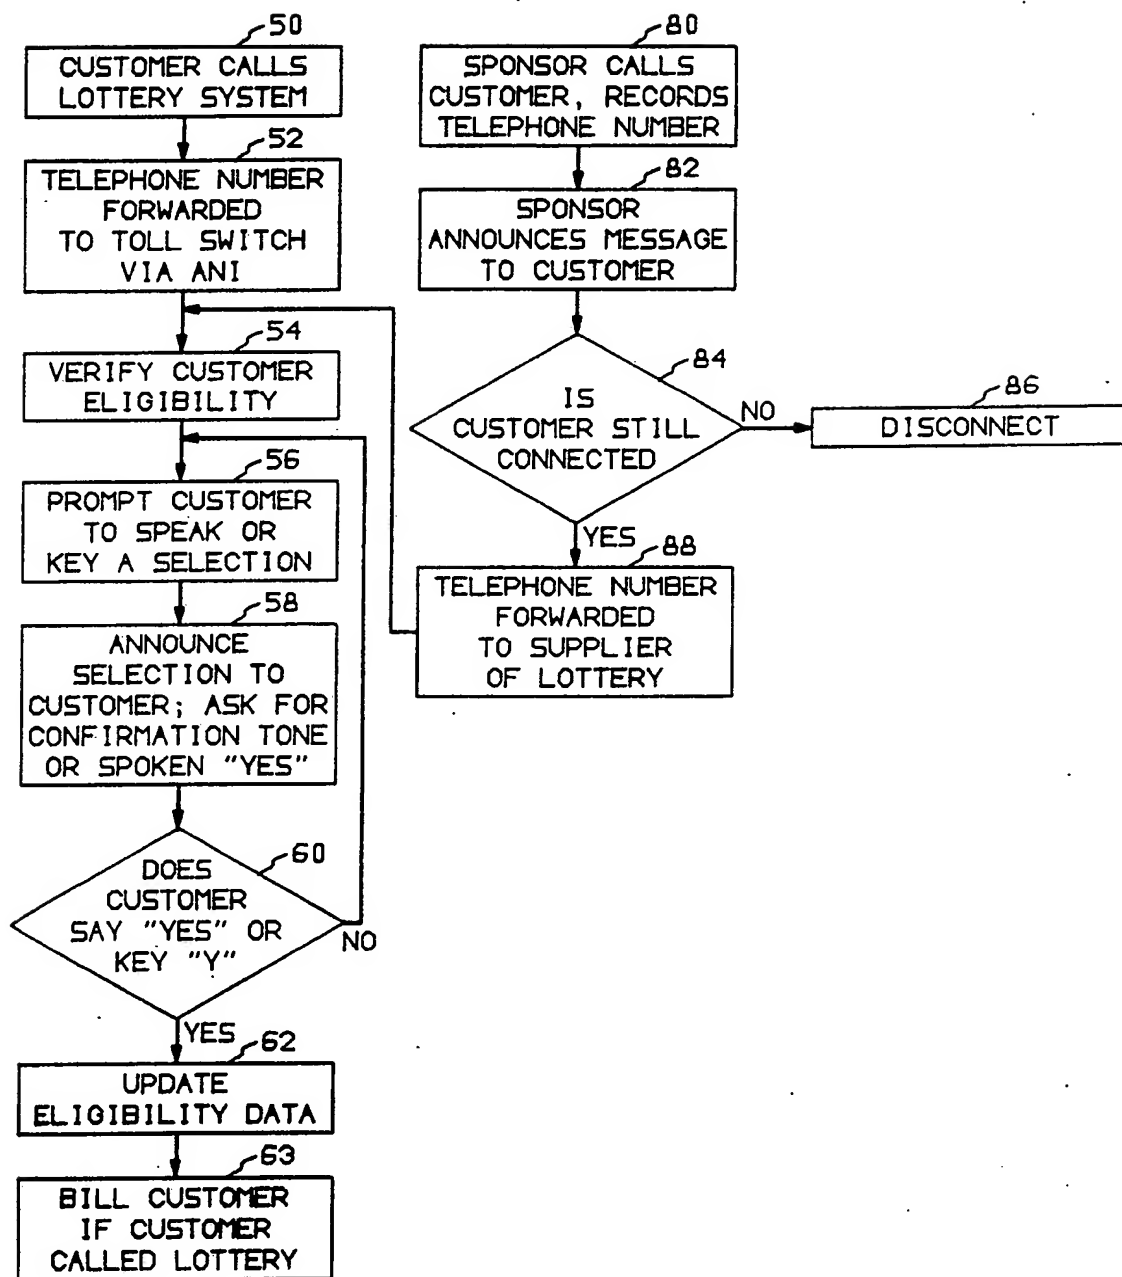 50
CUSTOMER CALLS
LOTTERY SYSTEM
52
TELEPHONE NUMBER
FORWARDED
TO TOLL SWITCH
VIA ANI
54
VERIFY CUSTOMER
ELIGIBILITY
56
PROMPT CUSTOMER
TO SPEAK OR
KEY A SELECTION
58
ANNOUNCE
SELECTION TO
CUSTOMER; ASK FOR
CONFIRMATION TONE
OR SPOKEN "YES"
60
DOES
CUSTOMER
SAY "YES" OR
KEY "Y"
NO
YES
62
UPDATE
ELIGIBILITY DATA
63
BILL CUSTOMER
IF CUSTOMER
CALLED LOTTERY
80
SPONSOR CALLS
CUSTOMER, RECORDS
TELEPHONE NUMBER
82
SPONSOR
ANNOUNCES MESSAGE
TO CUSTOMER
84
IS
CUSTOMER STILL
CONNECTED
NO
86
DISCONNECT
YES
88
TELEPHONE NUMBER
FORWARDED
TO SUPPLIER
OF LOTTERY